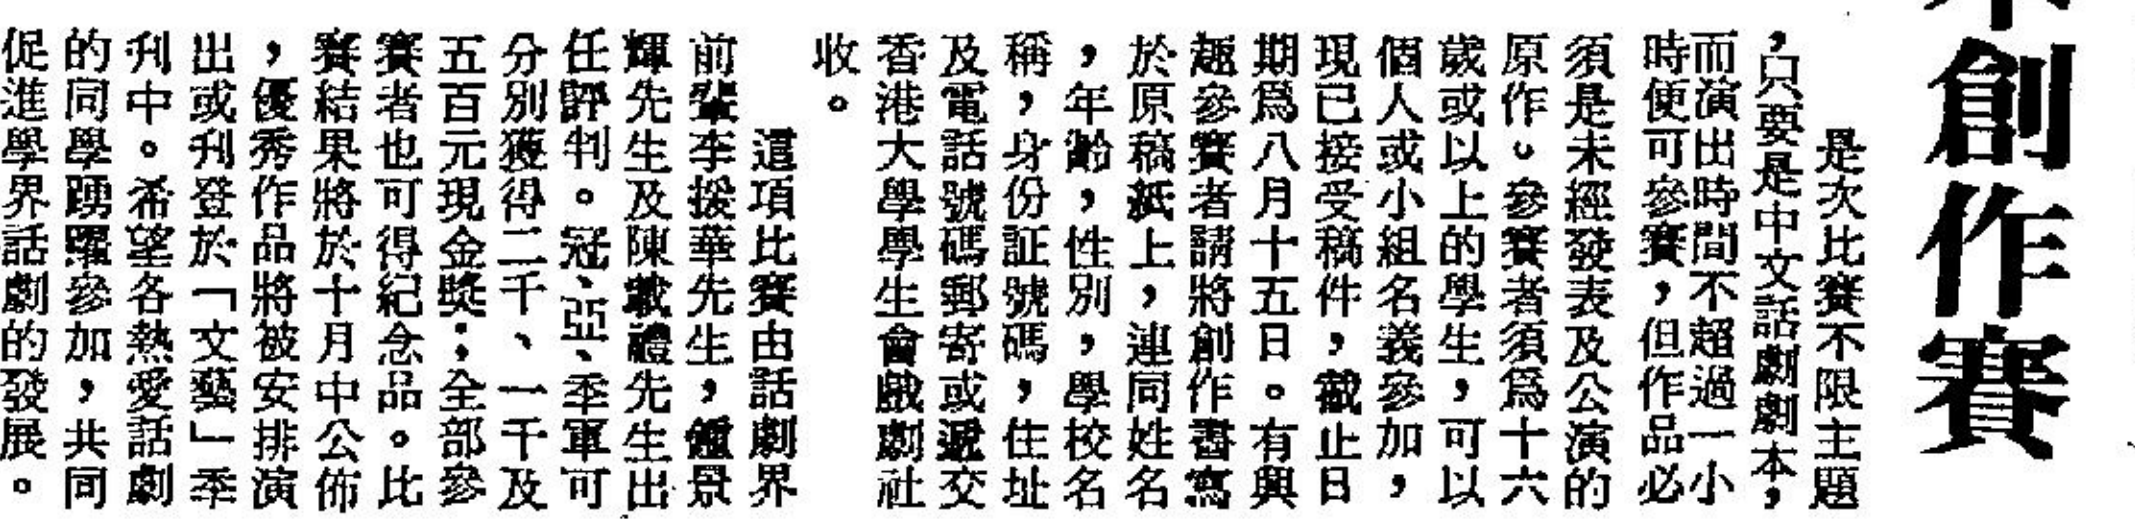 創作賽
是次比賽不限主題
，只要是中文話劇劇本，
而演出時間不超過一小
時便可參賽，但作品必
須是未經發表及公演的
原作。參賽者須爲十六
歲或以上的學生，可以
個人或小組名義參加，
現已接受稿件，截止日
期爲八月十五日。有興
趣參賽者請將創作書寫
於原稿紙上，連同姓名
，年齡，性別，學校名
稱，身份証號碼，住址
及電話號碼郵寄或遞交
香港大學學生會戲劇社
收。
這項比賽由話劇界
前輩李援華先生，鍾景
輝先生及陳載禮先生出
任評判。冠、亞、季軍可
分別獲得二千、一千及
五百元現金獎；全部參
賽者也可得紀念品。比
賽結果將於十月中公佈
，優秀作品將被安排演
出或刋登於「文藝」季
刋中。希望各熱愛話劇
的同學踴躍參加，共同
促進學界話劇的發展。